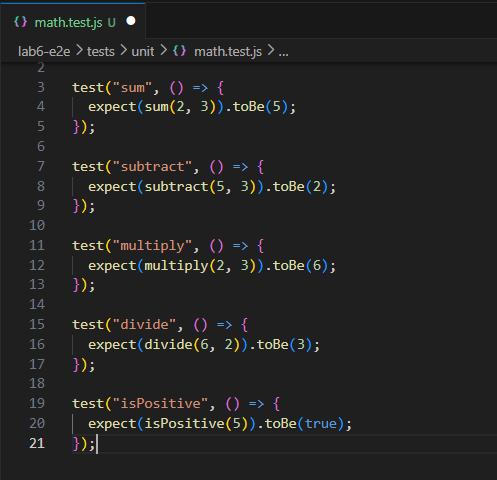 math.test.js U
lab6-e2e > tests > unit > math.test.js > ...
2
3 test("sum", () => {
4   expect(sum(2, 3)).toBe(5);
5 });
6
7 test("subtract", () => {
8   expect(subtract(5, 3)).toBe(2);
9 });
10
11 test("multiply", () => {
12   expect(multiply(2, 3)).toBe(6);
13 });
14
15 test("divide", () => {
16   expect(divide(6, 2)).toBe(3);
17 });
18
19 test("isPositive", () => {
20   expect(isPositive(5)).toBe(true);
21 });